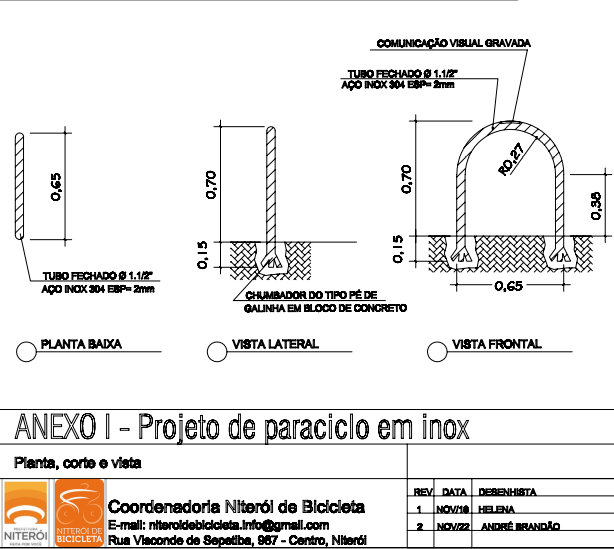 COMUNICAÇÃO VISUAL GRAVADA
TUBO FECHADO Ø 1.1/2"
AÇO INOX 304 ESP= 2mm
0,65
0,70
0,15
0,70
0,15
R0,27
0,38
0,65
TUBO FECHADO Ø 1.1/2"
AÇO INOX 304 ESP= 2mm
CHUMBADOR DO TIPO PÉ DE
GALINHA EM BLOCO DE CONCRETO
PLANTA BAIXA
VISTA LATERAL
VISTA FRONTAL
ANEXO I - Projeto de paraciclo em inox
Planta, corte e vista
PREFEITURA
NITERÓI
FEITA POR VOCÊ
NITERÓI DE
BICICLETA
Coordenadoria Niterói de Bicicleta
E-mail: niteroidebicicleta.info@gmail.com
Rua Visconde de Sepetiba, 987 - Centro, Niterói
REV DATA DESENHISTA
1 NOV/18 HELENA
2 NOV/22 ANDRÉ BRANDÃO